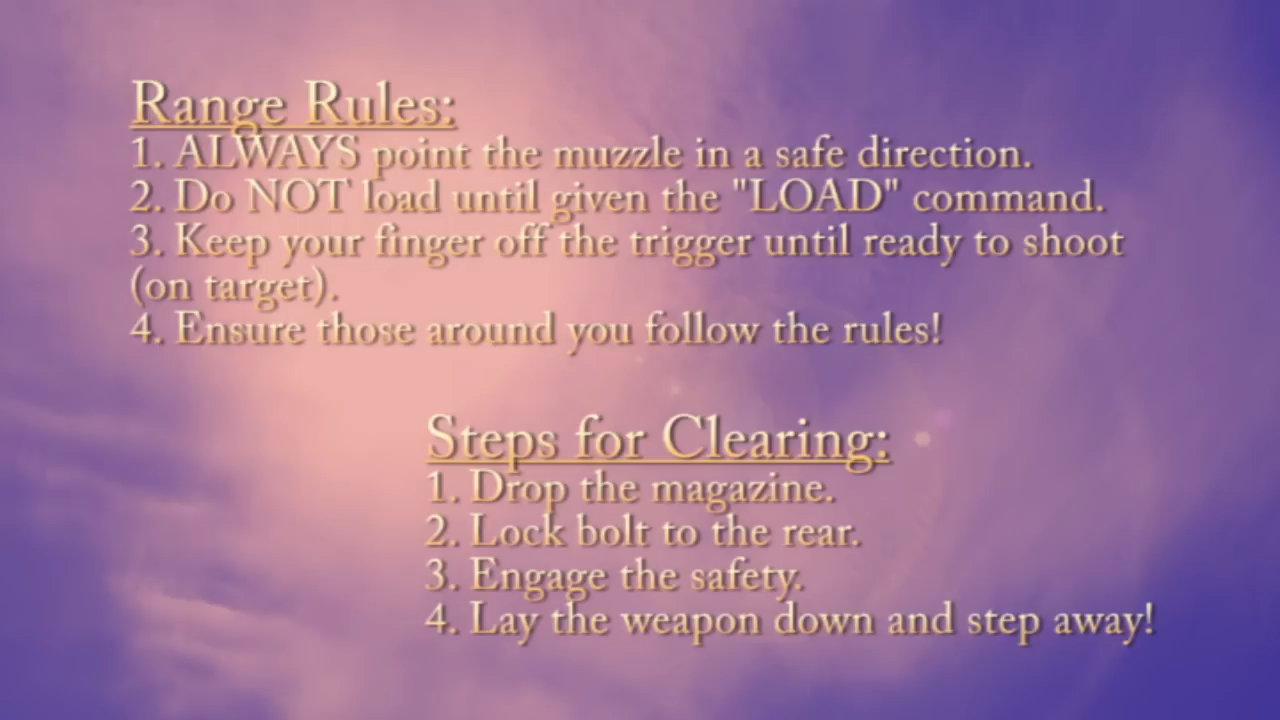 Range Rules:
1. ALWAYS point the muzzle in a safe direction.
2. Do NOT load until given the "LOAD" command.
3. Keep your finger off the trigger until ready to shoot
(on target).
4. Ensure those around you follow the rules!
Steps for Clearing:
1. Drop the magazine.
2. Lock bolt to the rear.
3. Engage the safety.
4. Lay the weapon down and step away!